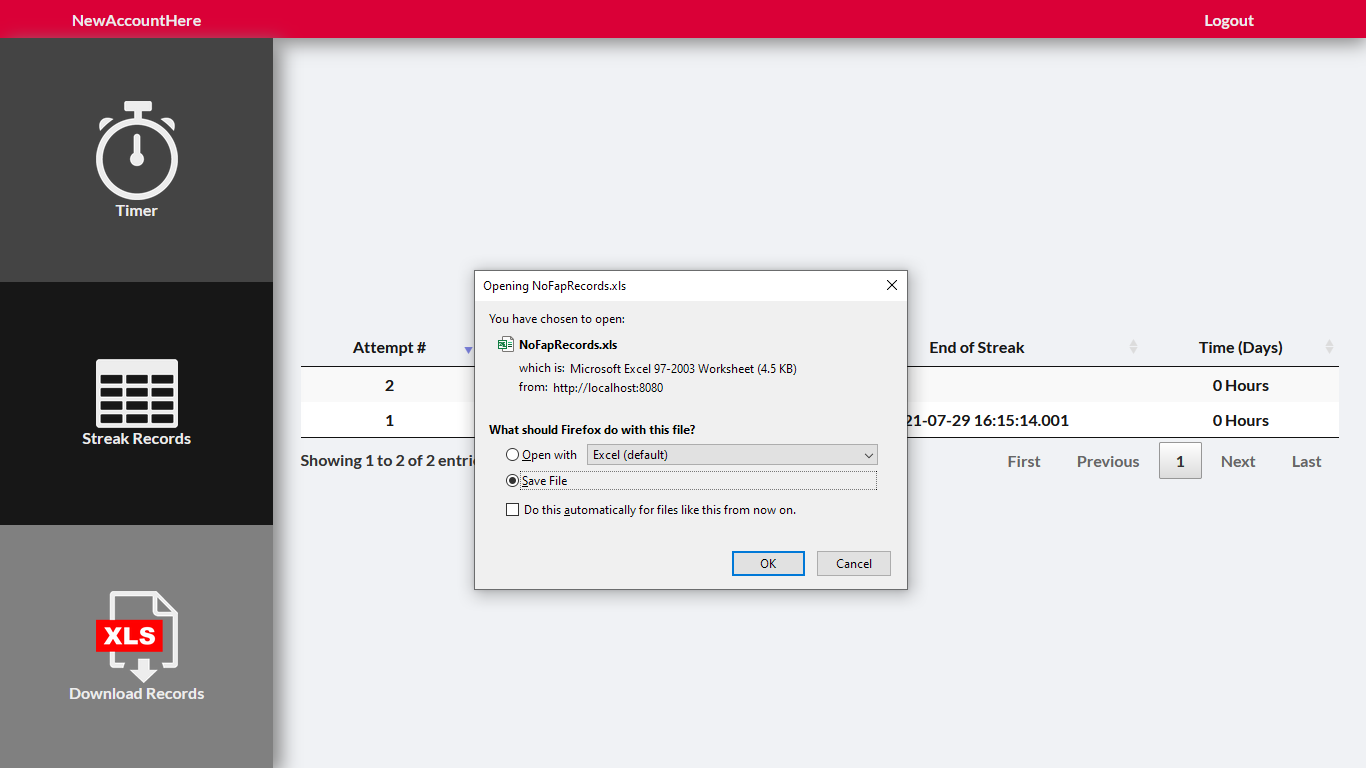 NewAccountHere Logout
Timer
Streak Records
XLS
Download Records
Opening NoFapRecords.xls
You have chosen to open:
NoFapRecords.xls
which is: Microsoft Excel 97-2003 Worksheet (4.5 KB)
from: http://localhost:8080
What should Firefox do with this file?
Open with Excel (default)
Save File
Do this automatically for files like this from now on.
OK Cancel
Attempt # End of Streak Time (Days)
2 0 Hours
1 21-07-29 16:15:14.001 0 Hours
Showing 1 to 2 of 2 entri
First Previous 1 Next Last